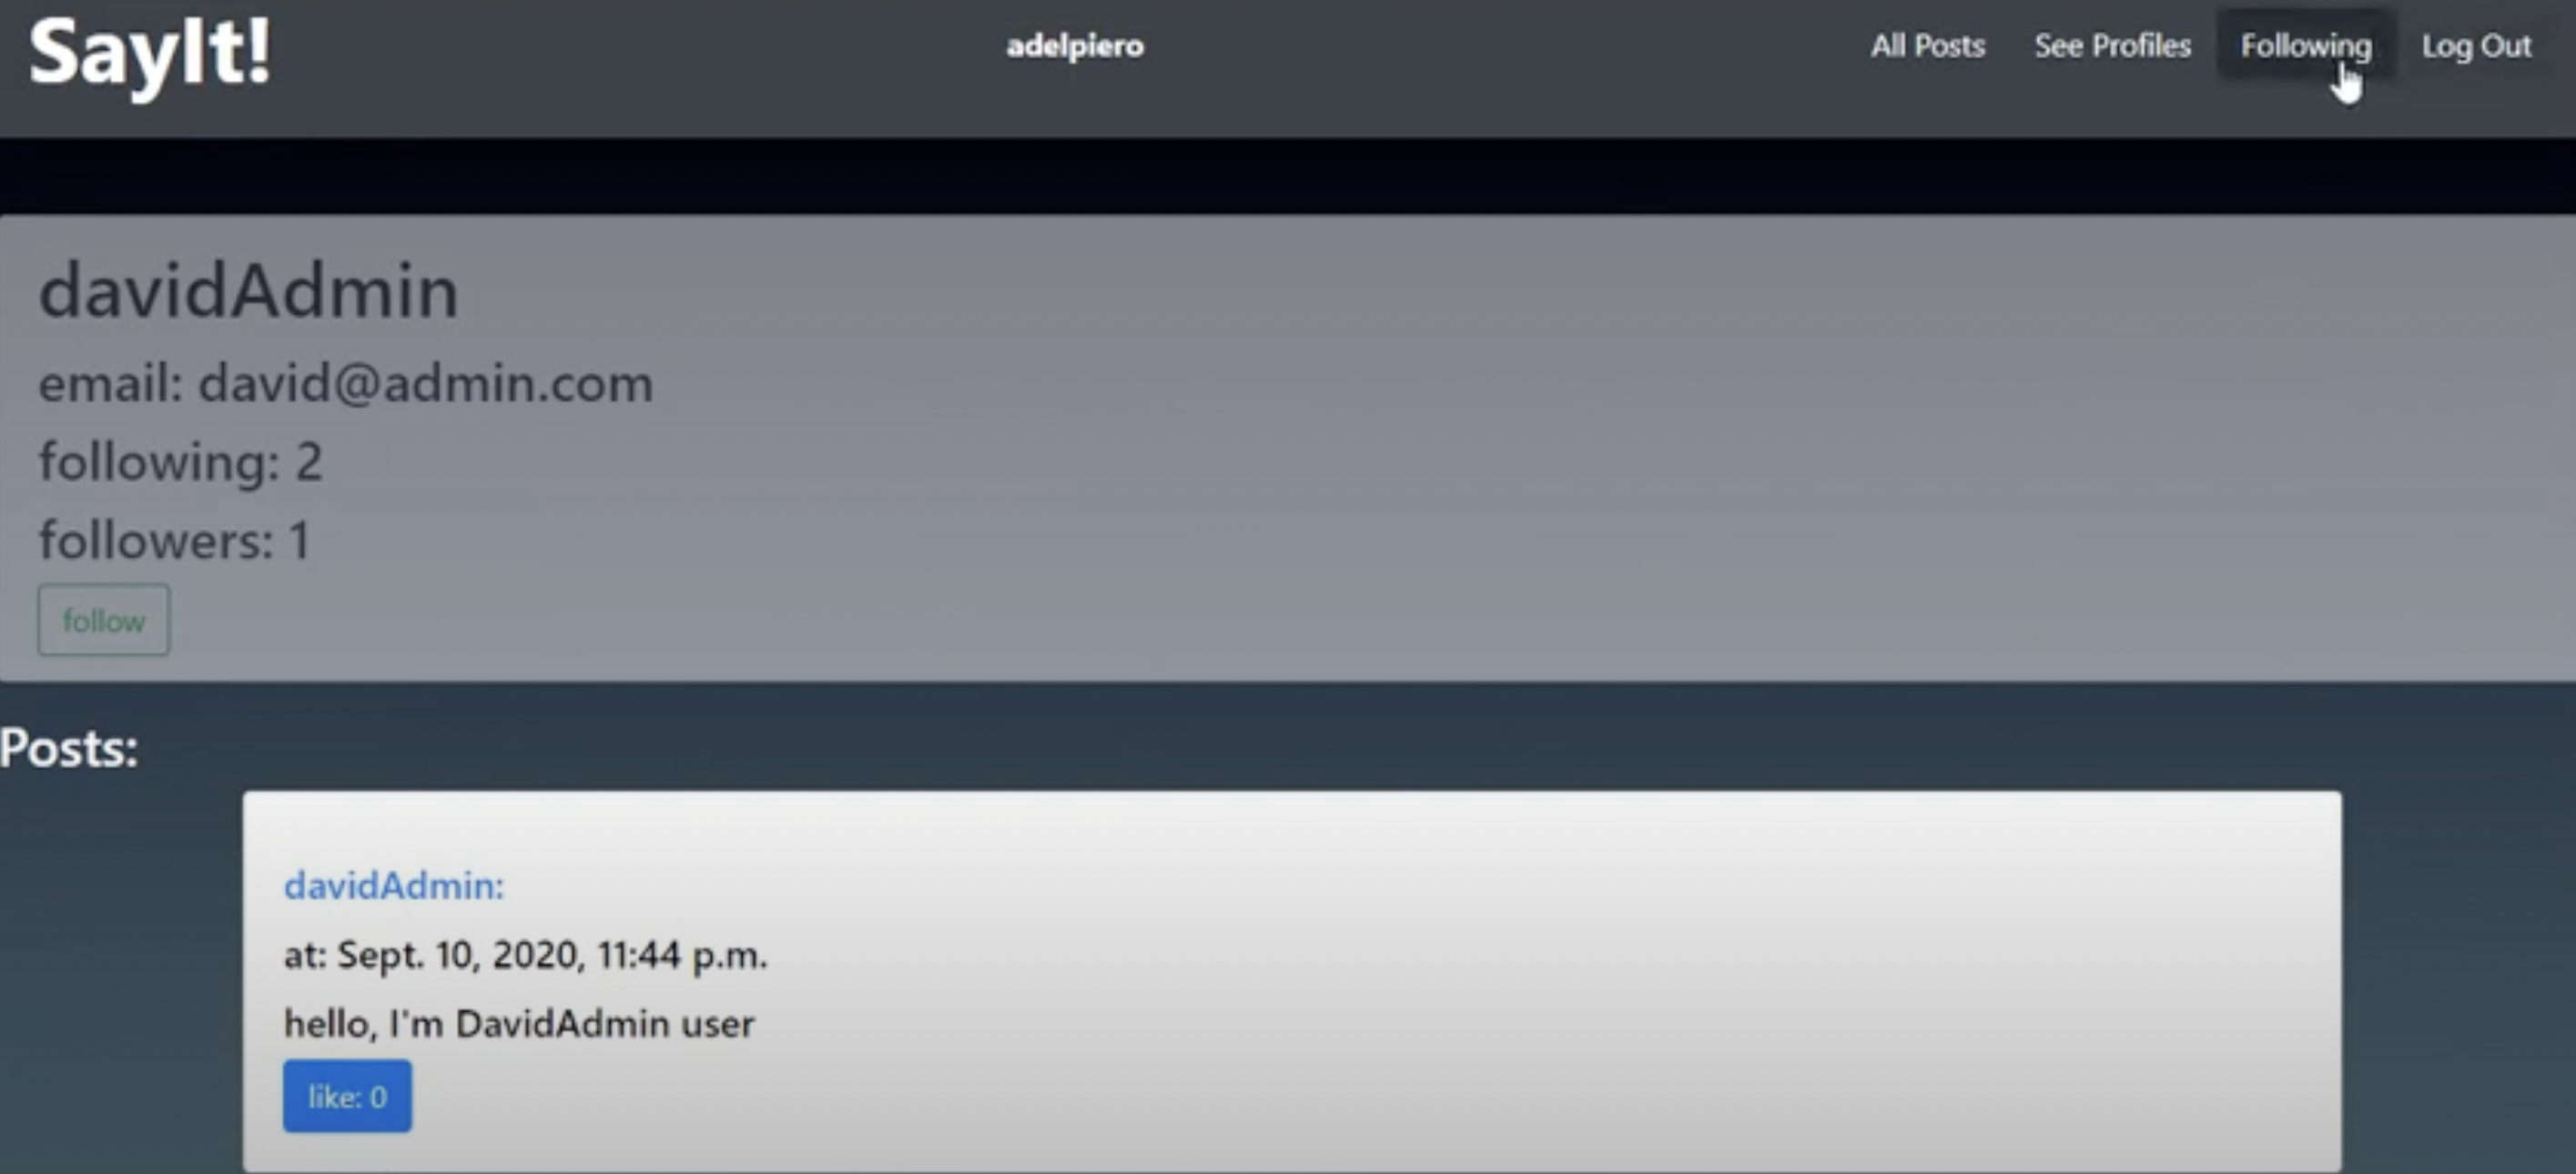 SayIt!
adelpiero
All Posts
See Profiles
Following
Log Out
davidAdmin
email: david@admin.com
following: 2
followers: 1
follow
Posts:
davidAdmin:
at: Sept. 10, 2020, 11:44 p.m.
hello, I'm DavidAdmin user
like: 0